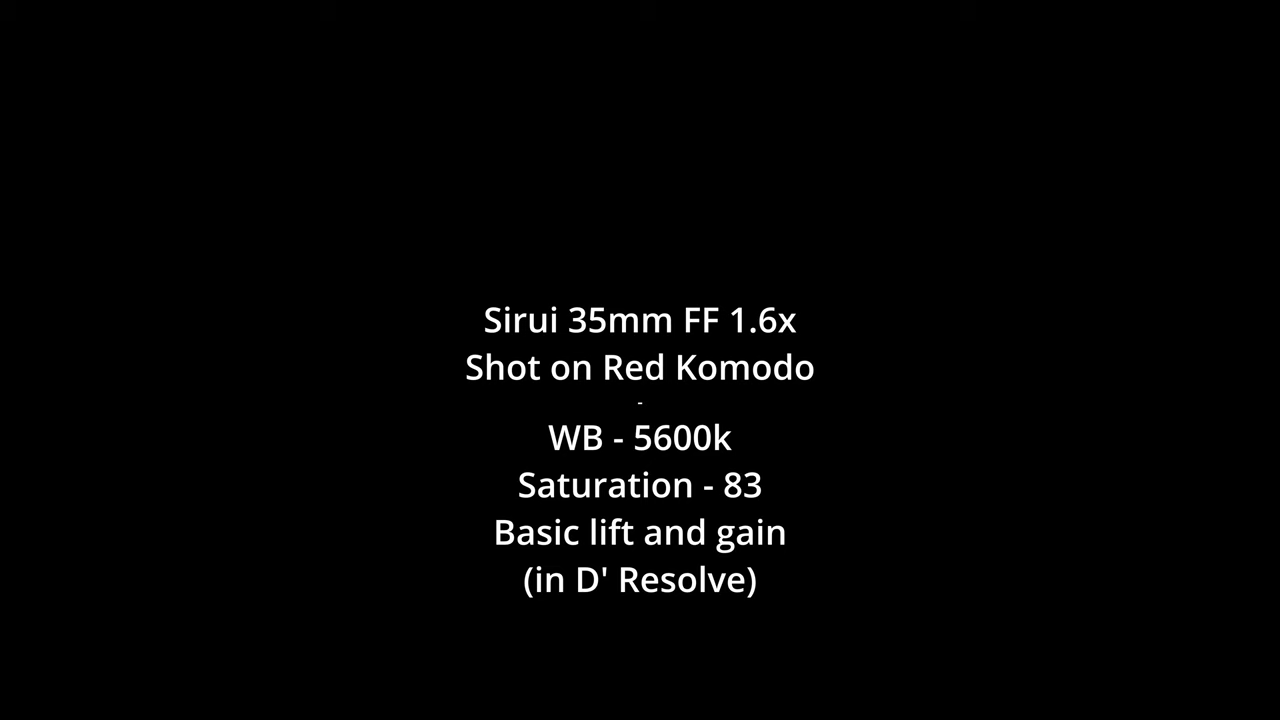 Sirui 35mm FF 1.6x
Shot on Red Komodo
-
WB - 5600k
Saturation - 83
Basic lift and gain
(in D' Resolve)